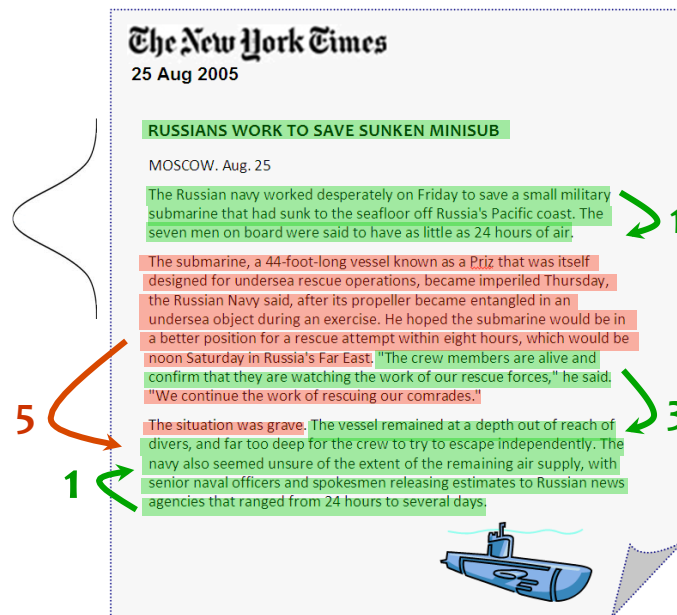 The New York Times
25 Aug 2005
RUSSIANS WORK TO SAVE SUNKEN MINISUB
MOSCOW. Aug. 25
The Russian navy worked desperately on Friday to save a small military
submarine that had sunk to the seafloor off Russia's Pacific coast. The
seven men on board were said to have as little as 24 hours of air.
1
The submarine, a 44-foot-long vessel known as a Priz that was itself
designed for undersea rescue operations, became imperiled Thursday,
the Russian Navy said, after its propeller became entangled in an
undersea object during an exercise. He hoped the submarine would be in
a better position for a rescue attempt within eight hours, which would be
noon Saturday in Russia's Far East. "The crew members are alive and
confirm that they are watching the work of our rescue forces," he said.
"We continue the work of rescuing our comrades."
5
3
The situation was grave. The vessel remained at a depth out of reach of
divers, and far too deep for the crew to try to escape independently. The
navy also seemed unsure of the extent of the remaining air supply, with
senior naval officers and spokesmen releasing estimates to Russian news
agencies that ranged from 24 hours to several days.
1